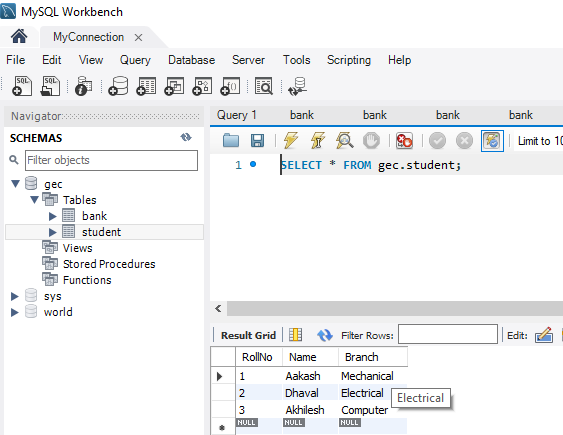 MySQL Workbench
MyConnection
File Edit View Query Database Server Tools Scripting Help
Navigator
SCHEMAS
Filter objects
gec
Tables
bank
student
Views
Stored Procedures
Functions
sys
world
Query 1 bank bank bank bank
Limit to 10
1 SELECT * FROM gec.student;
Result Grid Filter Rows: Edit:
RollNo Name Branch
1 Aakash Mechanical
2 Dhaval Electrical
Electrical
3 Akhilesh Computer
NULL NULL NULL